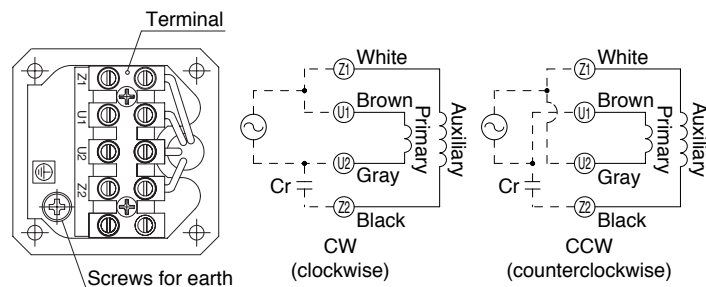 Terminal
Z1
U1
U2
Z2
Screws for earth
Z1 White
U1 Brown
Primary
Auxiliary
U2 Gray
Cr
Z2 Black
CW
(clockwise)
Z1 White
U1 Brown
Primary
Auxiliary
U2 Gray
Cr
Z2 Black
CCW
(counterclockwise)